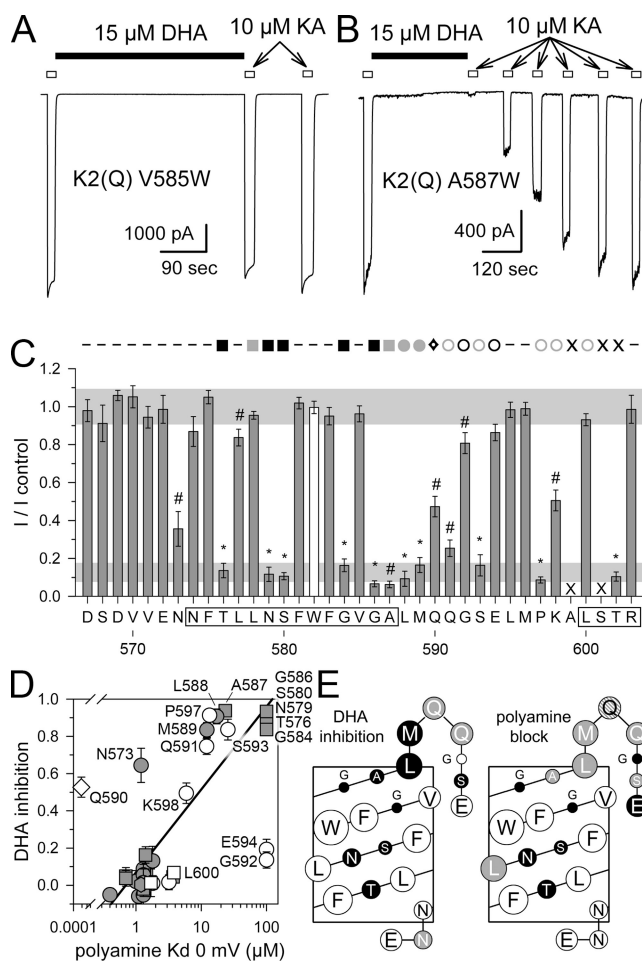 A
15 µM DHA
10 µM KA
K2(Q) V585W
1000 pA
90 sec
B
15 µM DHA
10 µM KA
K2(Q) A587W
400 pA
120 sec
C
I / I control
1.2
1.0
0.8
0.6
0.4
0.2
0.0
# * # * * * * # * * # # # * * # X X *
D S D V V E N N F T L L N S F W F G V G A L M Q Q G S E L M P K A L S T R
570 580 590 600
D
DHA inhibition
1.0
0.8
0.6
0.4
0.2
0.0
0.0001 0.1 1 10 100
polyamine Kd 0 mV (µM)
L588
A587
G586
S580
N579
T576
G584
P597
M589
Q591
S593
N573
Q590
K598
E594
G592
L600
E
DHA
inhibition
M Q Q
G
S
E
L
G A G V
W F F
L N S F
F T L
N
E N
polyamine
block
M Q Q
G
S
E
L
G A G V
W F F
L N S F
F T L
N
E N